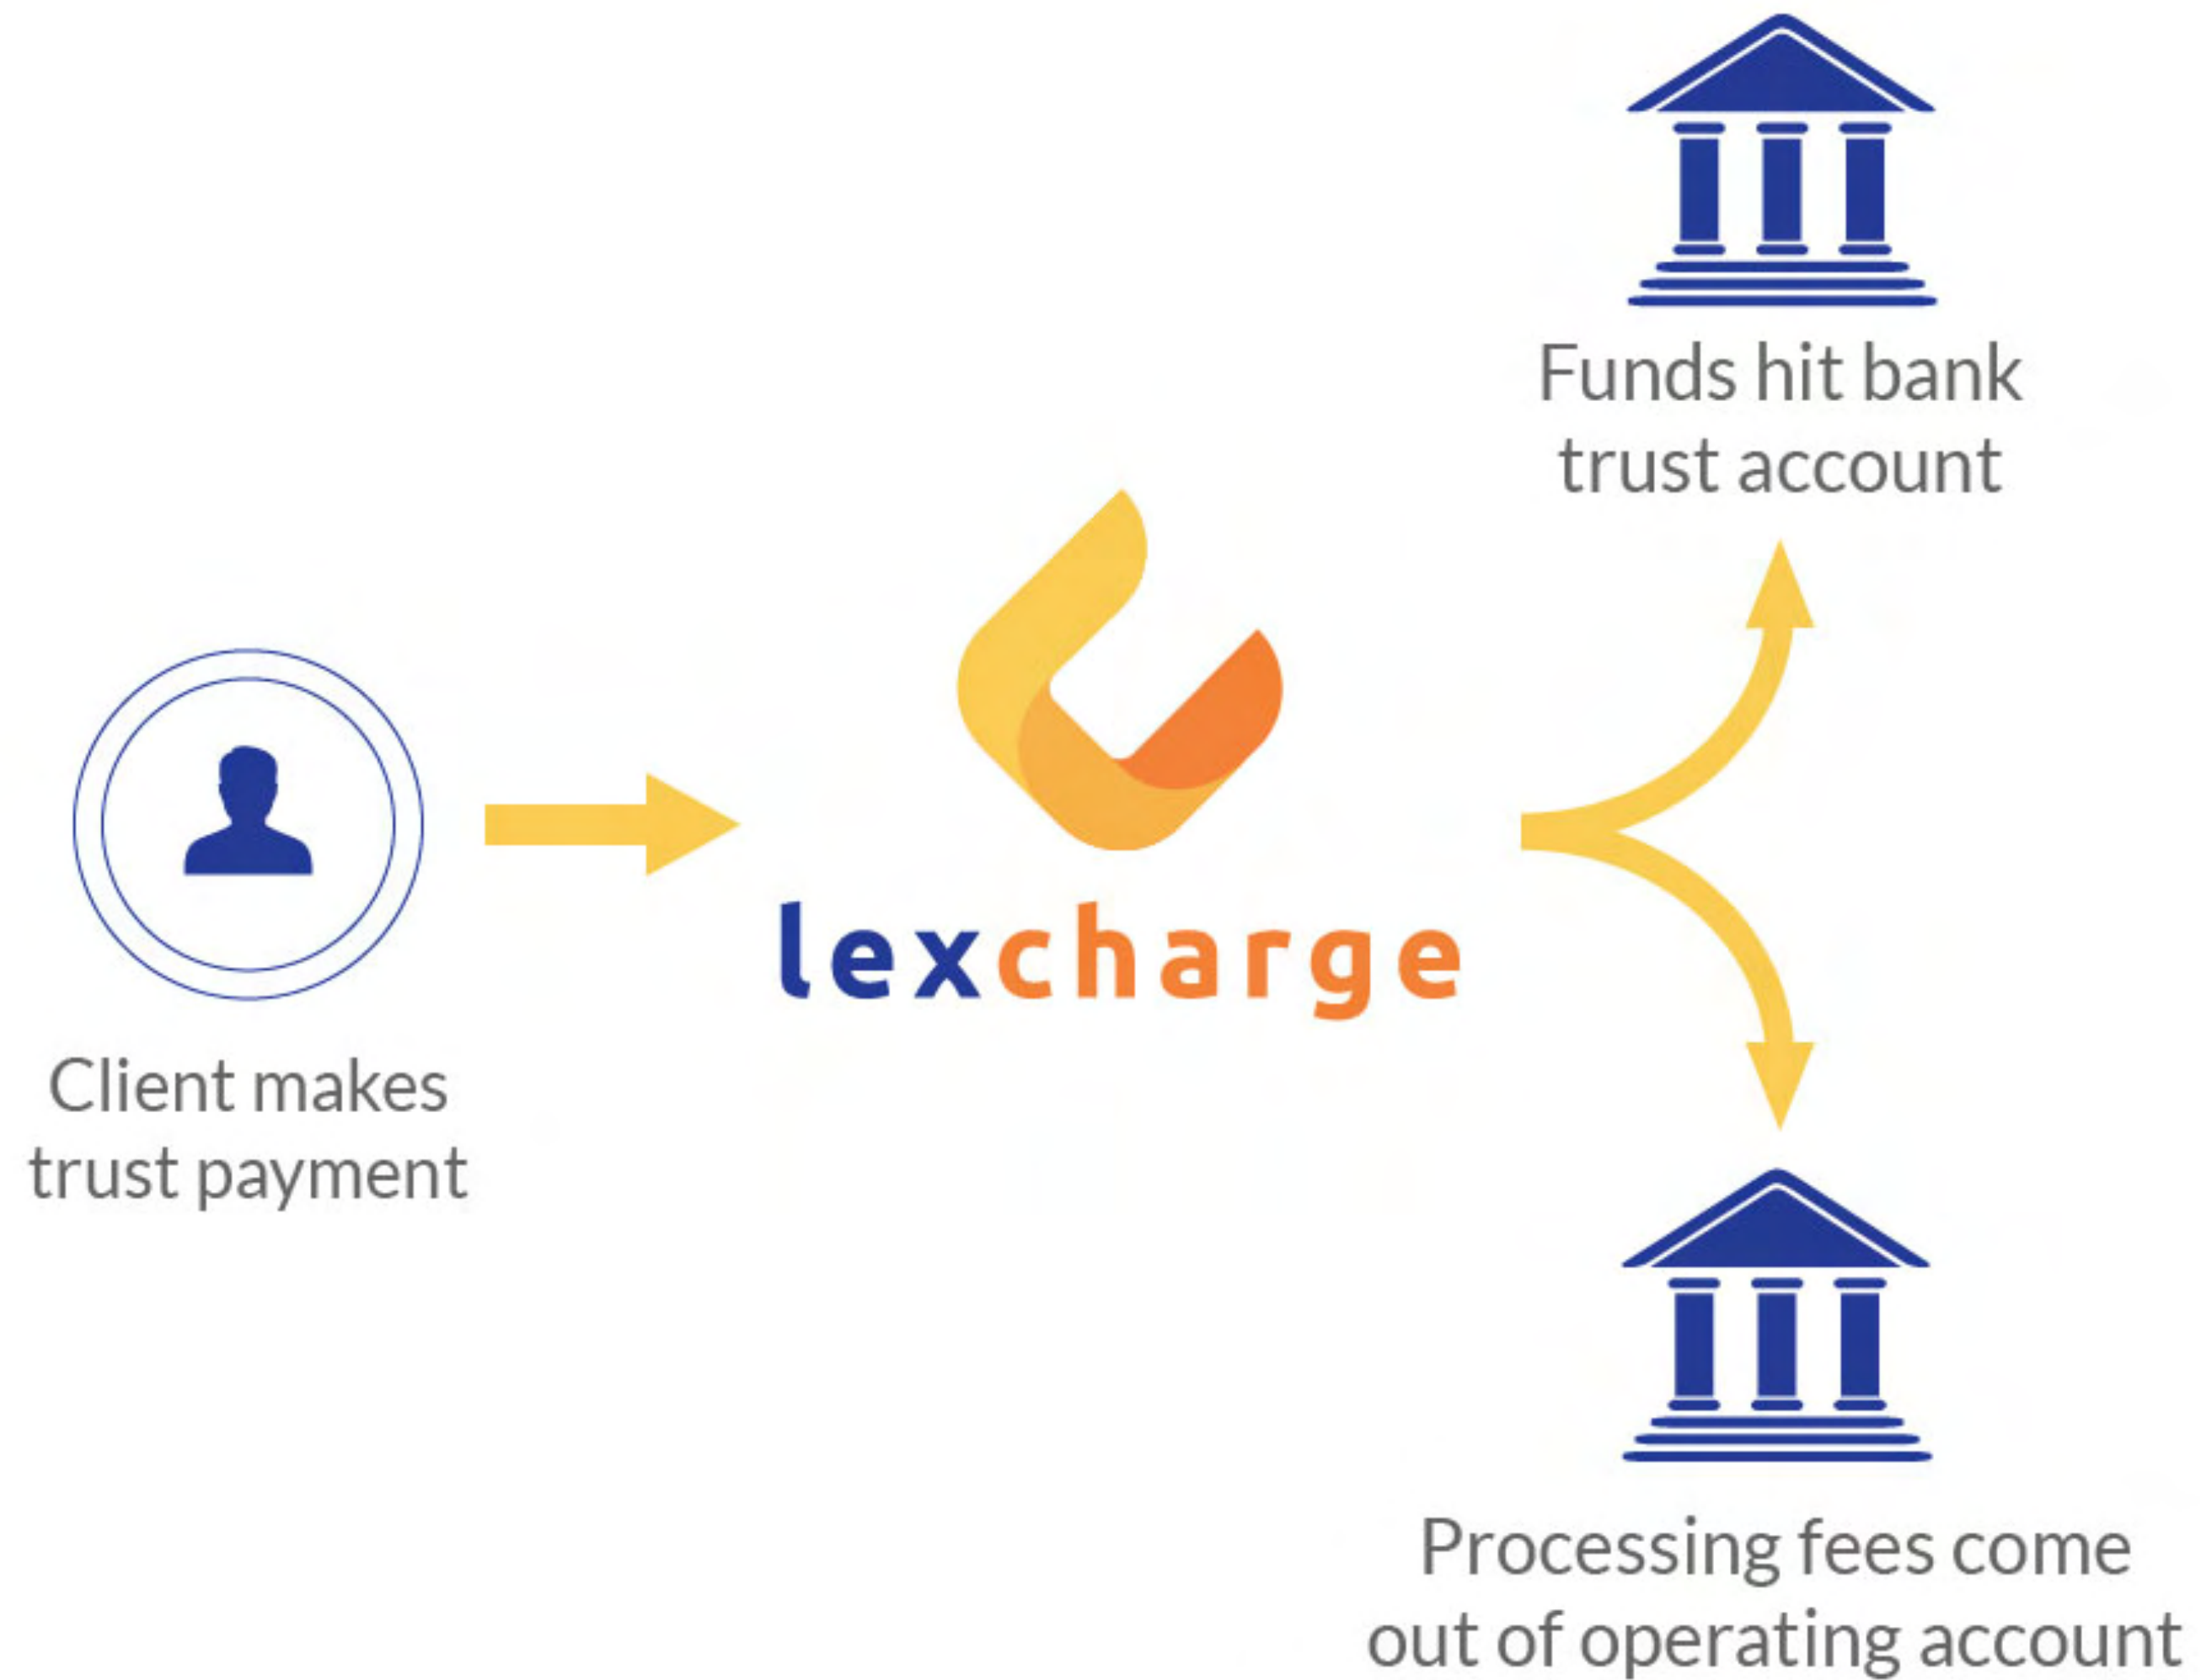 Funds hit bank
trust account
lexcharge
Client makes
trust payment
Processing fees come
out of operating account